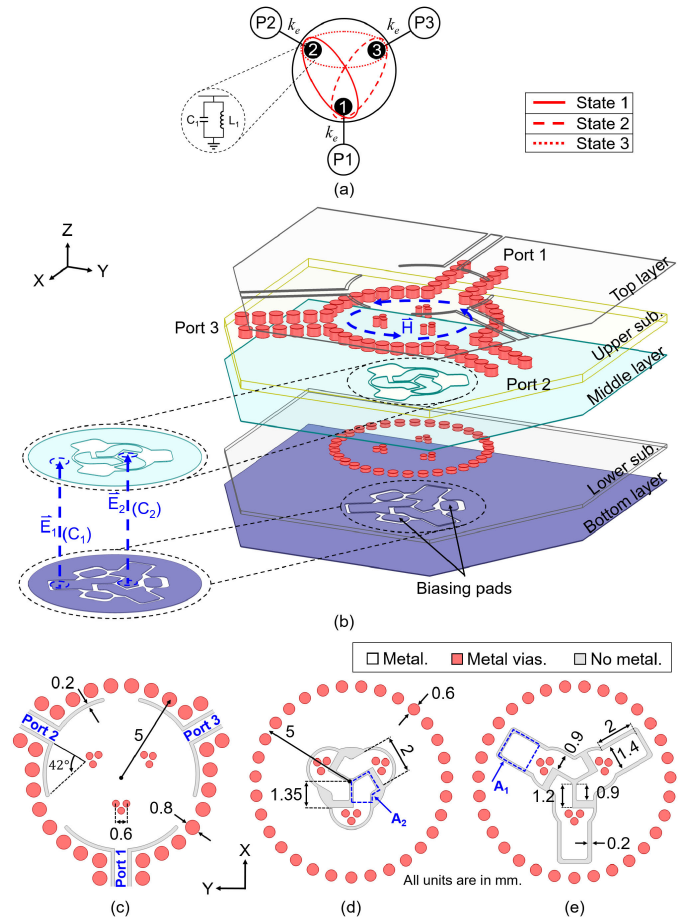 P2
k_e
k_e
P3
2
3
1
C_1
L_1
k_e
P1
(a)
State 1
State 2
State 3
Z
X
Y
Port 1
Top layer
Port 3
H
Upper sub.
Port 2
Middle layer
Lower sub.
Bottom layer
E_1 (C_1)
E_2 (C_2)
Biasing pads
(b)
Metal.
Metal vias.
No metal.
0.2
Port 2
5
Port 3
42°
0.6
0.8
Port 1
X
Y
(c)
0.6
5
2
1.35
A_2
(d)
2
0.9
1.4
A_1
1.2
0.9
0.2
All units are in mm.
(e)